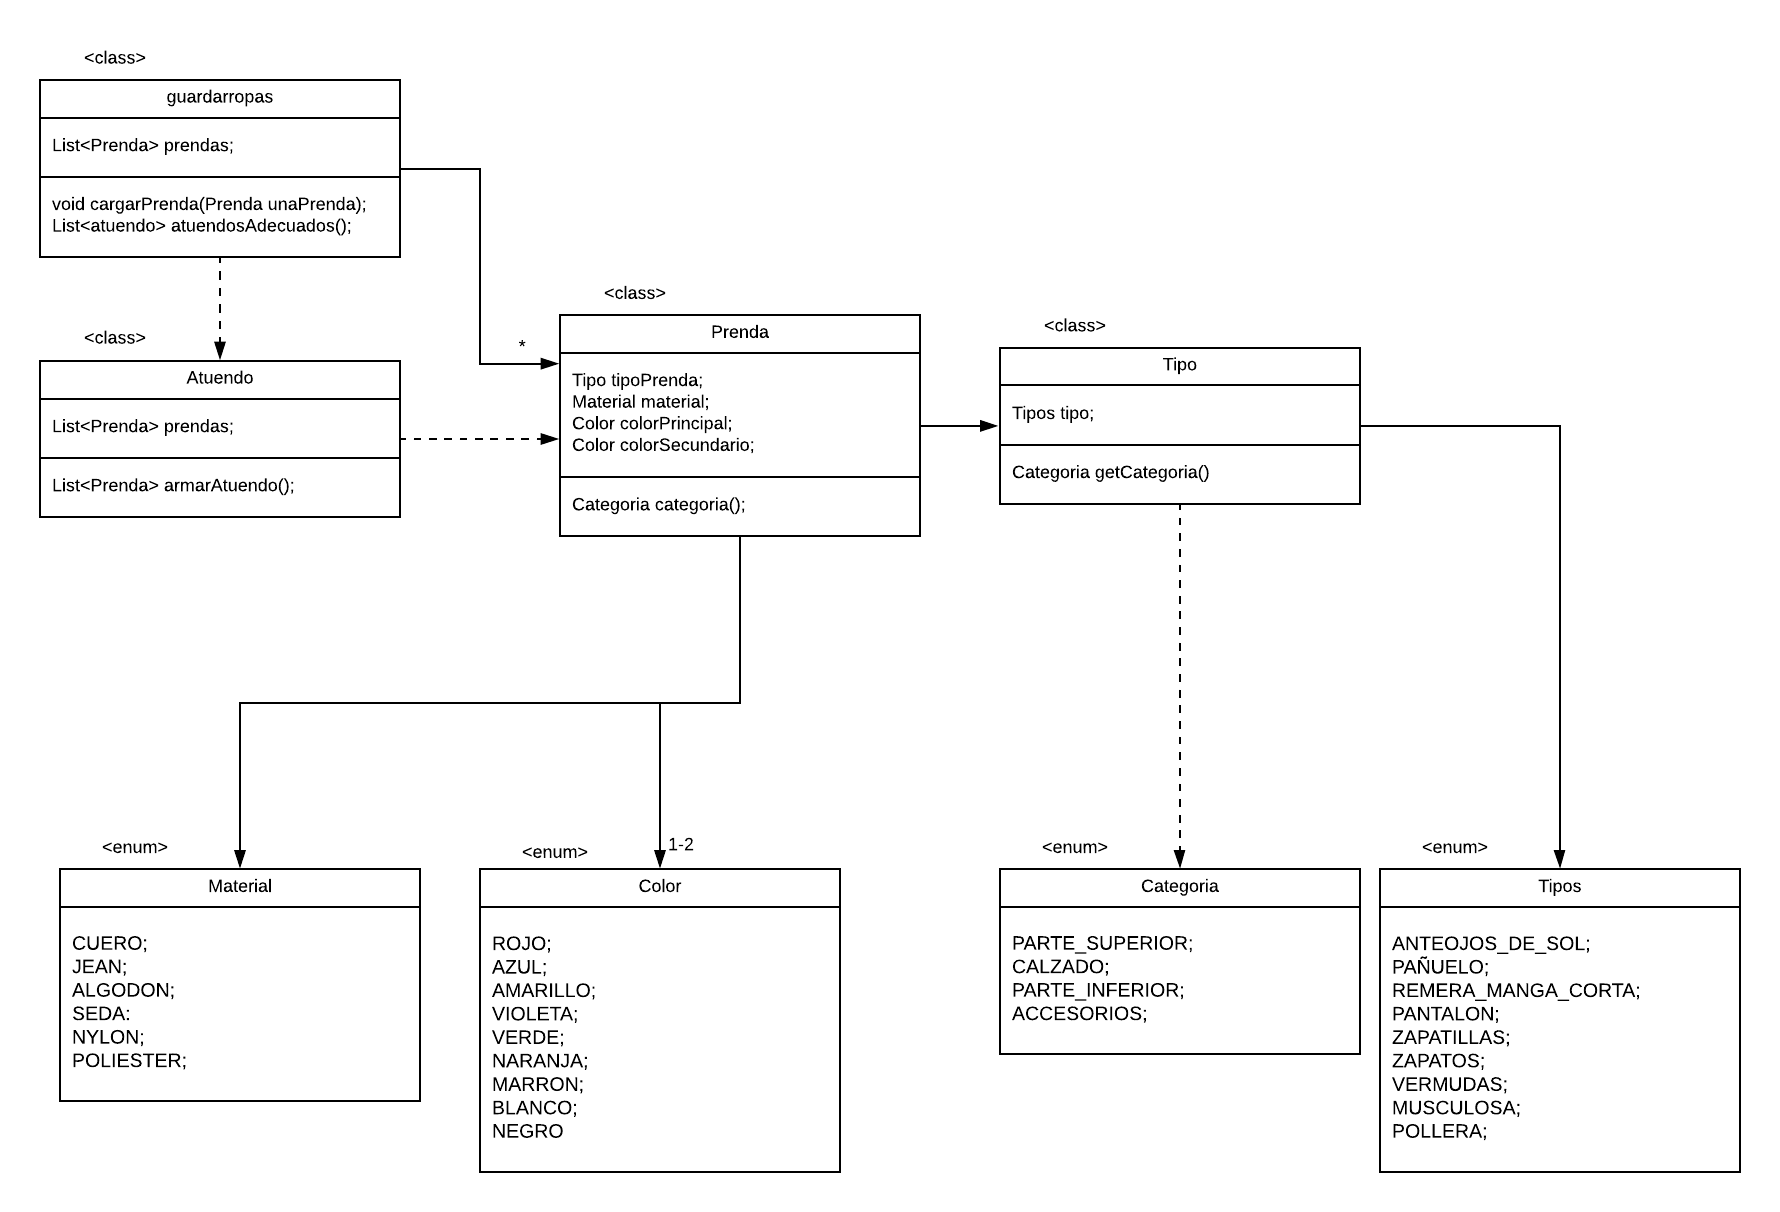 <class>
guardarropas
List<Prenda> prendas;
void cargarPrenda(Prenda unaPrenda);
List<atuendo> atuendosAdecuados();
<class>
Atuendo
List<Prenda> prendas;
List<Prenda> armarAtuendo();
*
<class>
Prenda
Tipo tipoPrenda;
Material material;
Color colorPrincipal;
Color colorSecundario;
Categoria categoria();
<class>
Tipo
Tipos tipo;
Categoria getCategoria()
<enum>
Material
CUERO;
JEAN;
ALGODON;
SEDA:
NYLON;
POLIESTER;
<enum>
1-2
Color
ROJO;
AZUL;
AMARILLO;
VIOLETA;
VERDE;
NARANJA;
MARRON;
BLANCO;
NEGRO
<enum>
Categoria
PARTE_SUPERIOR;
CALZADO;
PARTE_INFERIOR;
ACCESORIOS;
<enum>
Tipos
ANTEOJOS_DE_SOL;
PAÑUELO;
REMERA_MANGA_CORTA;
PANTALON;
ZAPATILLAS;
ZAPATOS;
VERMUDAS;
MUSCULOSA;
POLLERA;